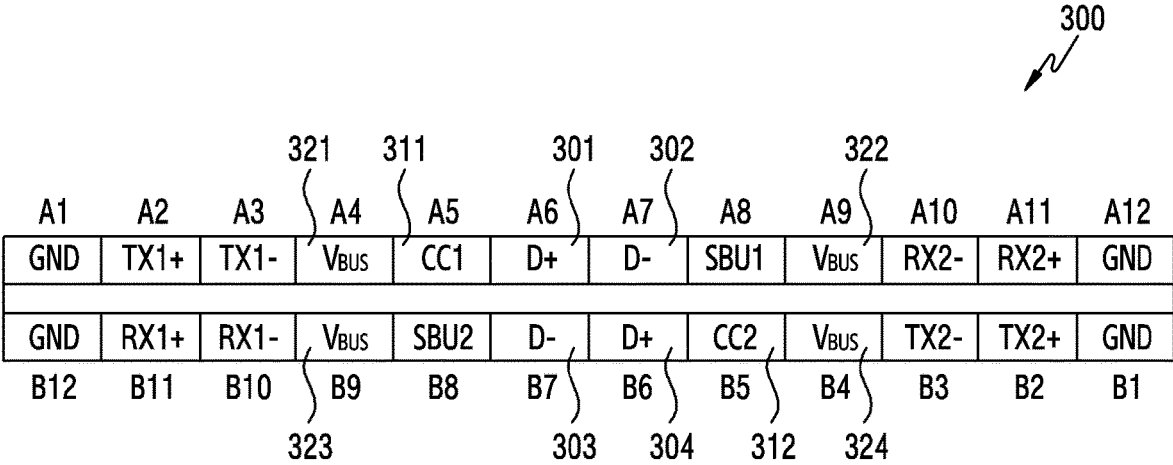 300
321 311 301 302 322
A1 A2 A3 A4 A5 A6 A7 A8 A9 A10 A11 A12
GND TX1+ TX1- VBUS CC1 D+ D- SBU1 VBUS RX2- RX2+ GND
GND RX1+ RX1- VBUS SBU2 D- D+ CC2 VBUS TX2- TX2+ GND
B12 B11 B10 B9 B8 B7 B6 B5 B4 B3 B2 B1
323 303 304 312 324